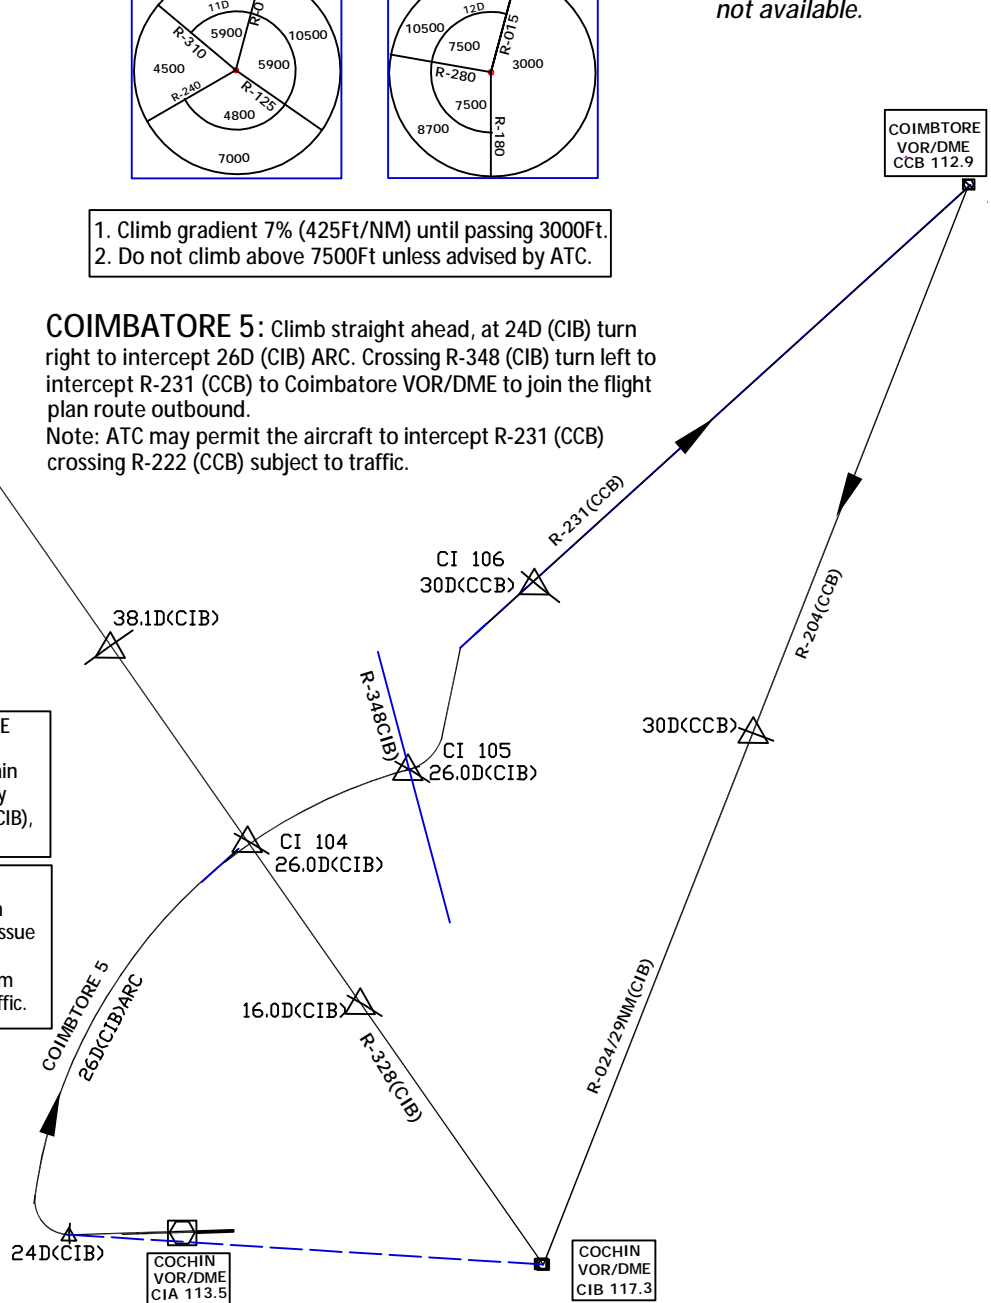 not available.
11D
R-0
5900
10500
R-310
4500
5900
R-240
R-125
4800
7000
12D
10500
7500
R-015
3000
R-280
7500
8700
R-180
COIMBTORE
VOR/DME
CCB 112.9
1. Climb gradient 7% (425Ft/NM) until passing 3000Ft.
2. Do not climb above 7500Ft unless advised by ATC.
COIMBATORE 5: Climb straight ahead, at 24D (CIB) turn
right to intercept 26D (CIB) ARC. Crossing R-348 (CIB) turn left to
intercept R-231 (CCB) to Coimbatore VOR/DME to join the flight
plan route outbound.
Note: ATC may permit the aircraft to intercept R-231 (CCB)
crossing R-222 (CCB) subject to traffic.
R-231(CCB)
CI 106
30D(CCB)
R-204(CCB)
38.1D(CIB)
R-348CIB)
30D(CCB)
CI 105
26.0D(CIB)
CI 104
26.0D(CIB)
E
CIB),
ssue
ffic.
COIMBTORE 5
26D(CIB)ARC
16.0D(CIB)
R-328(CIB)
R-024/29NM(CIB)
24D(CIB)
COCHIN
VOR/DME
CIA 113.5
COCHIN
VOR/DME
CIB 117.3